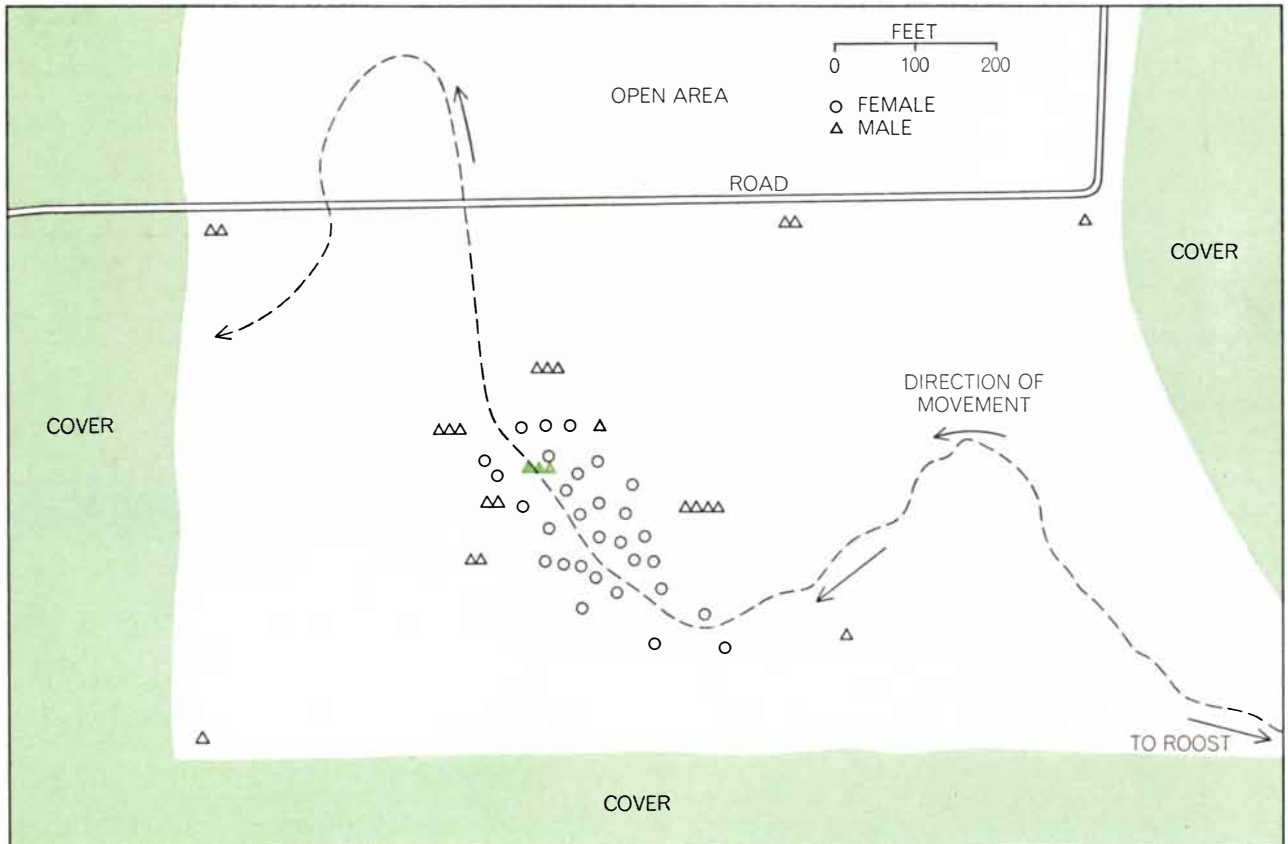 FEET
0 100 200
OPEN AREA
○ FEMALE
△ MALE
ROAD
COVER
DIRECTION OF
MOVEMENT
COVER
TO ROOST
COVER